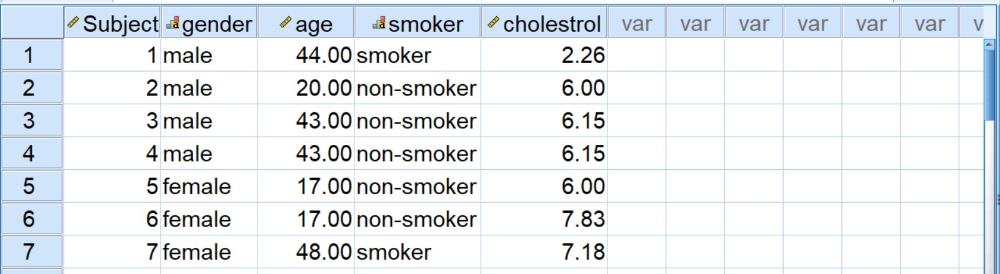 Subject gender age smoker cholestrol var var var var var var v
1 1 male 44.00 smoker 2.26
2 2 male 20.00 non-smoker 6.00
3 3 male 43.00 non-smoker 6.15
4 4 male 43.00 non-smoker 6.15
5 5 female 17.00 non-smoker 6.00
6 6 female 17.00 non-smoker 7.83
7 7 female 48.00 smoker 7.18